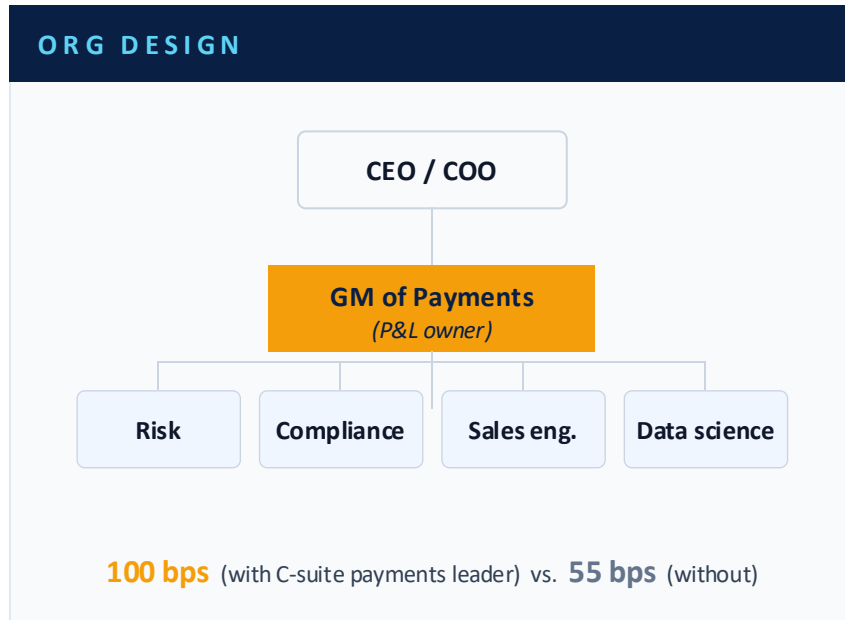 ORG DESIGN
CEO / COO
GM of Payments
(P&L owner)
Risk
Compliance
Sales eng.
Data science
100 bps (with C-suite payments leader) vs. 55 bps (without)